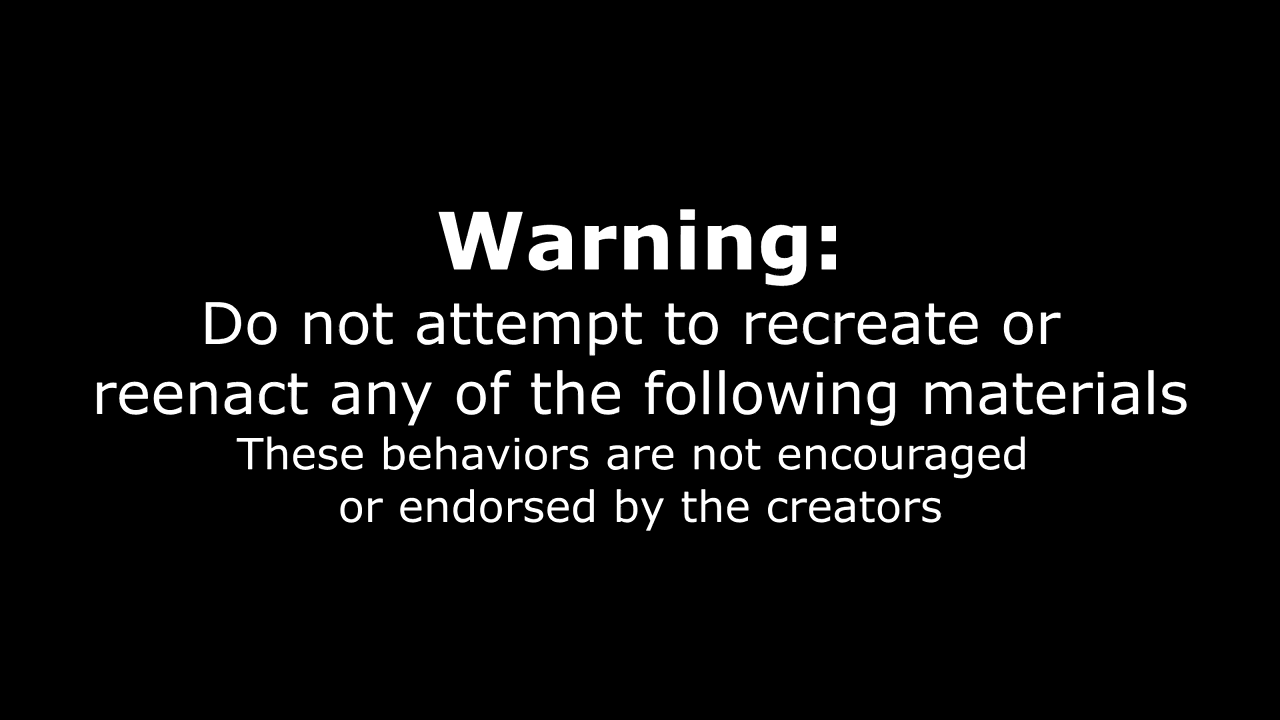 Warning:
Do not attempt to recreate or
reenact any of the following materials
These behaviors are not encouraged
or endorsed by the creators